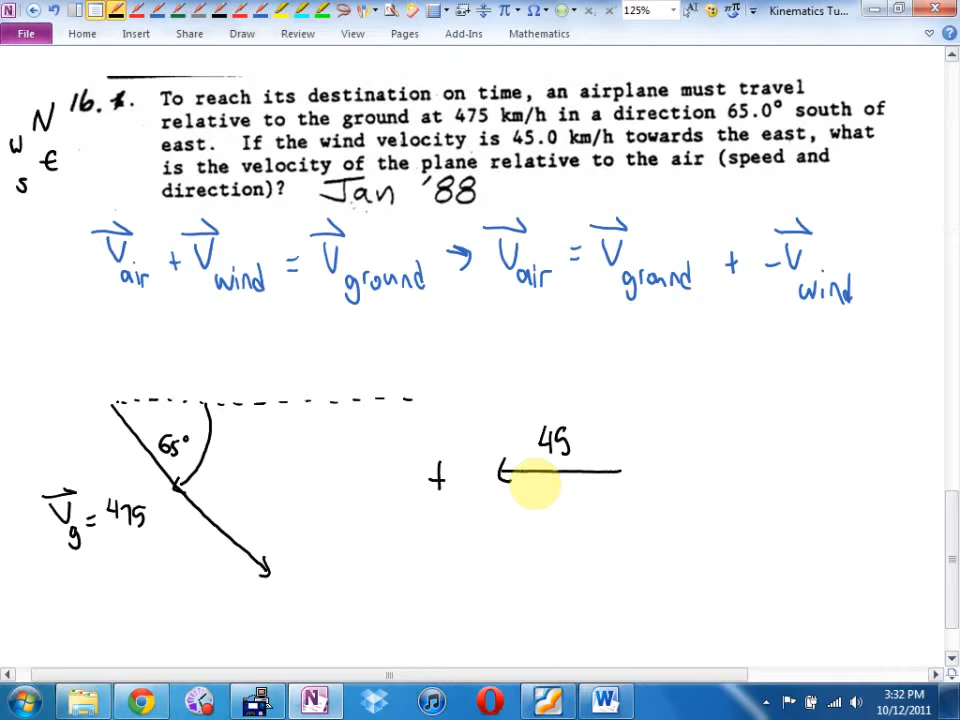 125%
Kinematics Tu...
File Home Insert Share Draw Review View Pages Add-Ins Mathematics
N
W E
S
16. To reach its destination on time, an airplane must travel
relative to the ground at 475 km/h in a direction 65.0° south of
east. If the wind velocity is 45.0 km/h towards the east, what
is the velocity of the plane relative to the air (speed and
direction)? Jan '88
V air + V wind = V ground → V air = V ground + -V wind
65°
45
+
V g = 475
3:32 PM
10/12/2011